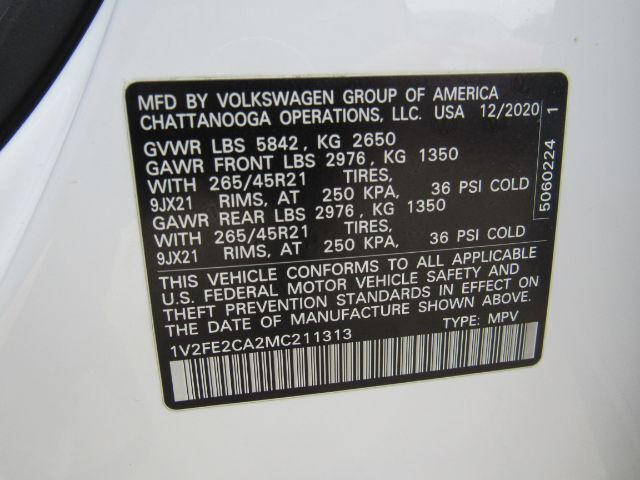 MFD BY VOLKSWAGEN GROUP OF AMERICA
CHATTANOOGA OPERATIONS, LLC. USA 12/2020
GVWR LBS 5842, KG 2650
GAWR FRONT LBS 2976, KG 1350
WITH 265/45R21 TIRES,
9JX21 RIMS, AT 250 KPA, 36 PSI COLD
GAWR REAR LBS 2976, KG 1350
WITH 265/45R21 TIRES,
9JX21 RIMS, AT 250 KPA, 36 PSI COLD
THIS VEHICLE CONFORMS TO ALL APPLICABLE
U.S. FEDERAL MOTOR VEHICLE SAFETY AND
THEFT PREVENTION STANDARDS IN EFFECT ON
THE DATE OF MANUFACTURE SHOWN ABOVE.
1V2FE2CA2MC211313 TYPE: MPV
5060224 1